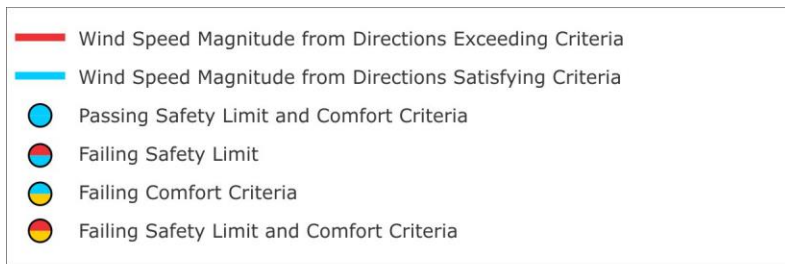 Wind Speed Magnitude from Directions Exceeding Criteria
Wind Speed Magnitude from Directions Satisfying Criteria
Passing Safety Limit and Comfort Criteria
Failing Safety Limit
Failing Comfort Criteria
Failing Safety Limit and Comfort Criteria